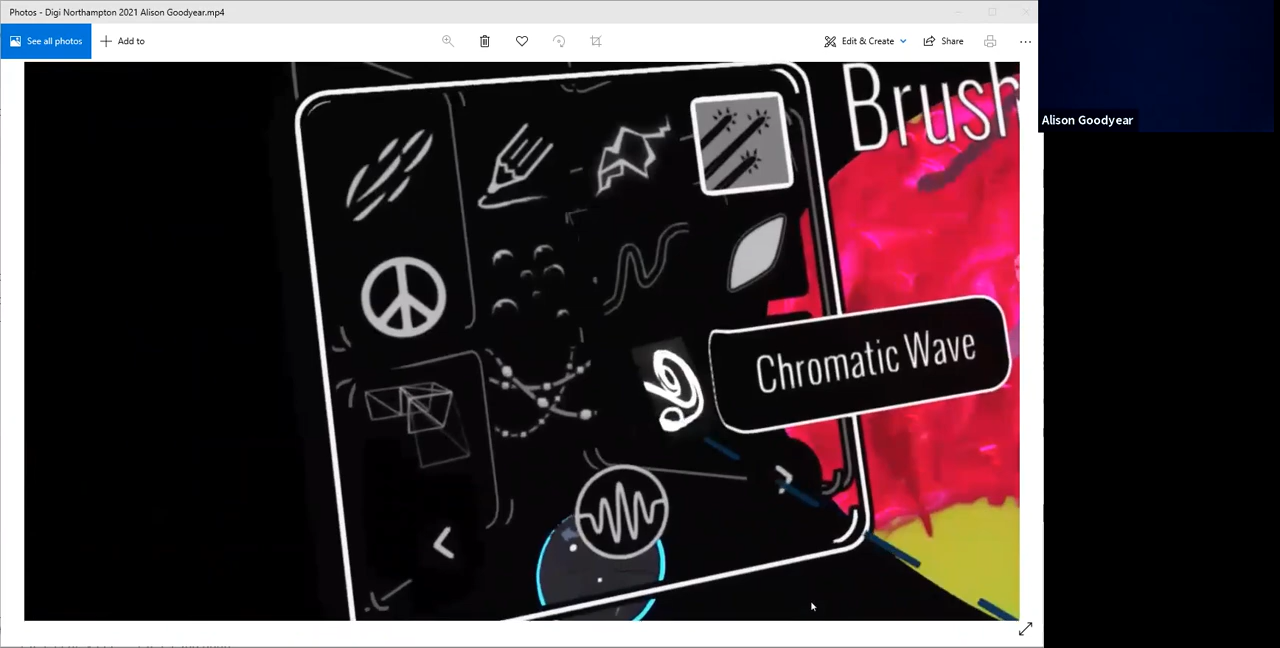 Photos - Digi Northampton 2021 Alison Goodyear.mp4
See all photos
Add to
Edit & Create
Share
Alison Goodyear
Brush
Chromatic Wave